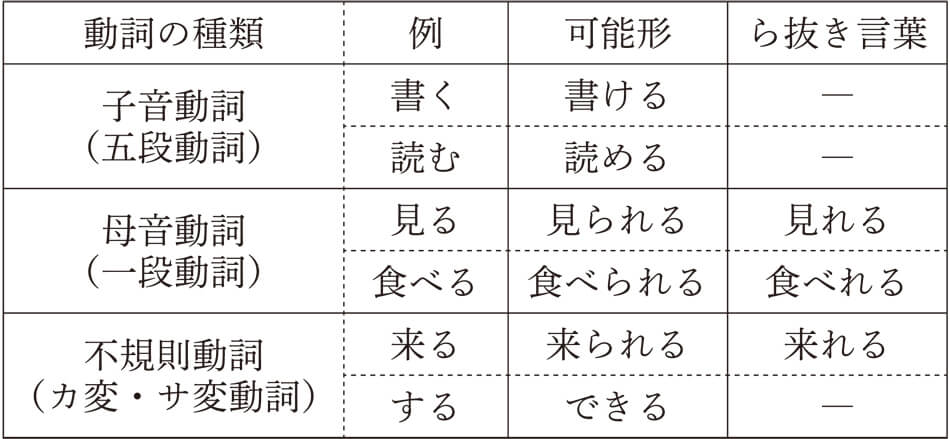 動詞の種類 例 可能形 ら抜き言葉
子音動詞
(五段動詞)
書く 書ける —
読む 読める —
母音動詞
(一段動詞)
見る 見られる 見れる
食べる 食べられる 食べれる
不規則動詞
(カ変・サ変動詞)
来る 来られる 来れる
する できる —